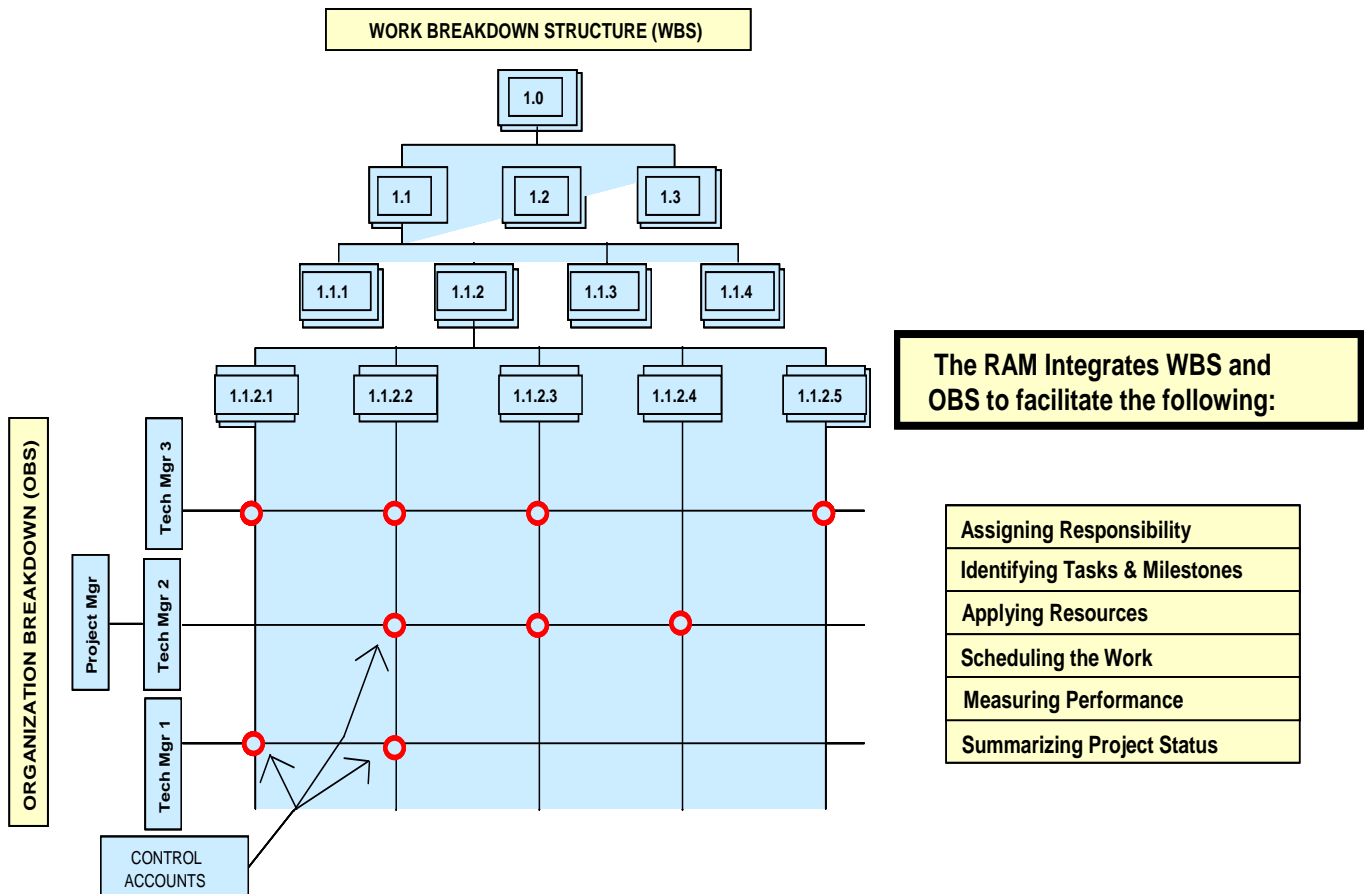 WORK BREAKDOWN STRUCTURE (WBS)
1.0
1.1
1.2
1.3
1.1.1
1.1.2
1.1.3
1.1.4
1.1.2.1
1.1.2.2
1.1.2.3
1.1.2.4
1.1.2.5
The RAM Integrates WBS and
OBS to facilitate the following:
ORGANIZATION BREAKDOWN (OBS)
Project Mgr
Tech Mgr 3
Tech Mgr 2
Tech Mgr 1
Assigning Responsibility
Identifying Tasks & Milestones
Applying Resources
Scheduling the Work
Measuring Performance
Summarizing Project Status
CONTROL
ACCOUNTS